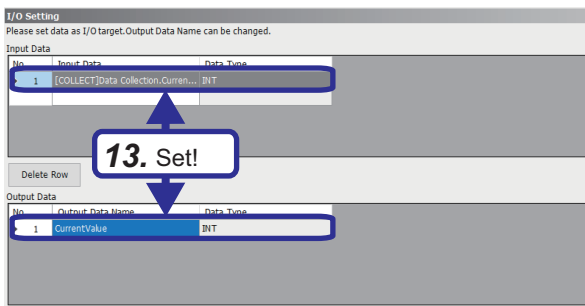 I/O Setting
Please set data as I/O target.Output Data Name can be changed.
Input Data
No. Input Data Data Type
1 [COLLECT]Data Collection.Curren... INT
13. Set!
Delete Row
Output Data
No. Output Data Name Data Type
1 CurrentValue INT